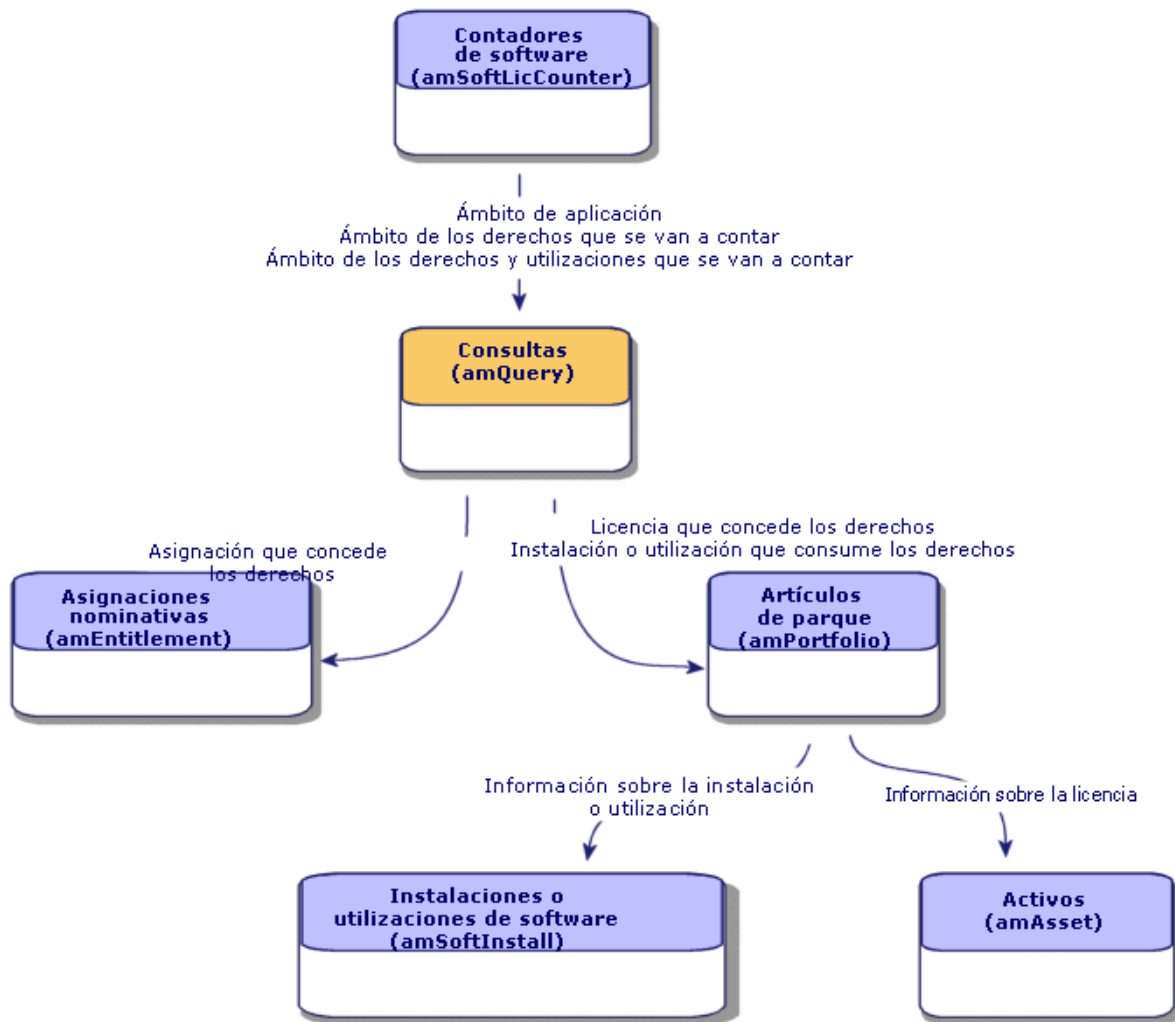 Contadores
de software
(amSoftLicCounter)
Ámbito de aplicación
Ámbito de los derechos que se van a contar
Ámbito de los derechos y utilizaciones que se van a contar
Consultas
(amQuery)
Asignación que concede
los derechos
Licencia que concede los derechos
Instalación o utilización que consume los derechos
Asignaciones
nominativas
(amEntitlement)
Artículos
de parque
(amPortfolio)
Información sobre la instalación
o utilización
Información sobre la licencia
Instalaciones o
utilizaciones de software
(amSoftInstall)
Activos
(amAsset)